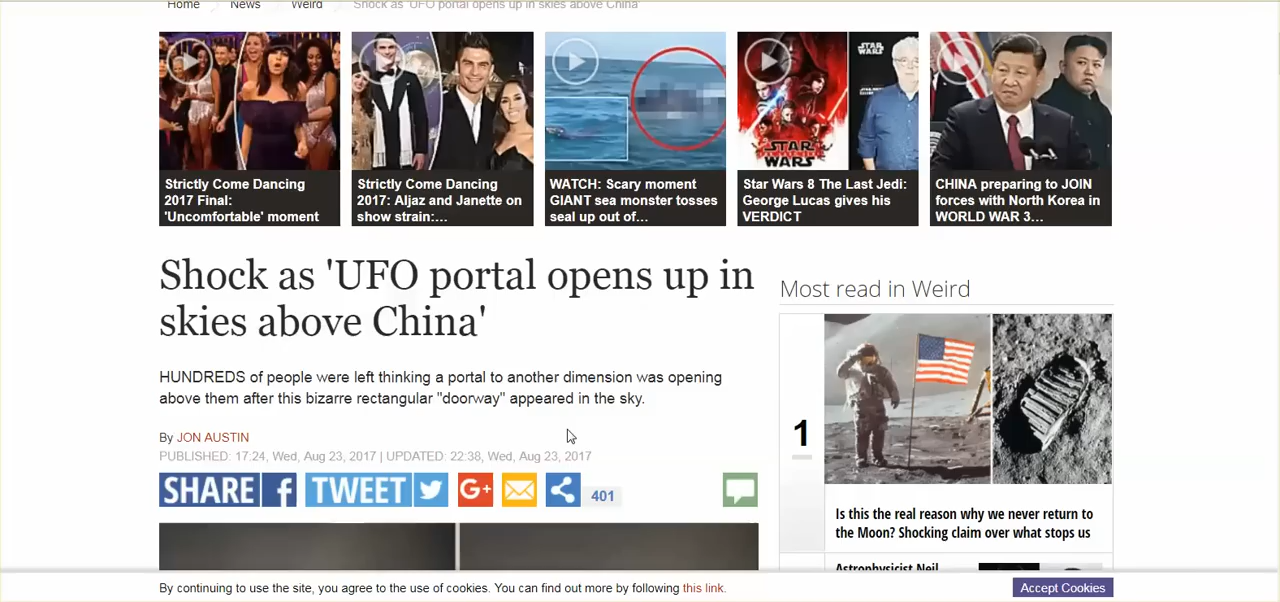 Home News Weird Shock as 'UFO portal opens up in skies above China'
Strictly Come Dancing
2017 Final:
'Uncomfortable' moment
Strictly Come Dancing
2017: Aljaz and Janette on
show strain:...
WATCH: Scary moment
GIANT sea monster tosses
seal up out of...
STAR WARS
STAR WARS
Star Wars 8 The Last Jedi:
George Lucas gives his
VERDICT
CHINA preparing to JOIN
forces with North Korea in
WORLD WAR 3...
Shock as 'UFO portal opens up in
skies above China'
HUNDREDS of people were left thinking a portal to another dimension was opening
above them after this bizarre rectangular "doorway" appeared in the sky.
By JON AUSTIN
PUBLISHED: 17:24, Wed, Aug 23, 2017 | UPDATED: 22:38, Wed, Aug 23, 2017
SHARE f TWEET G+ 401
Most read in Weird
1
Is this the real reason why we never return to
the Moon? Shocking claim over what stops us
Astrophysicist Neil
By continuing to use the site, you agree to the use of cookies. You can find out more by following this link.
Accept Cookies